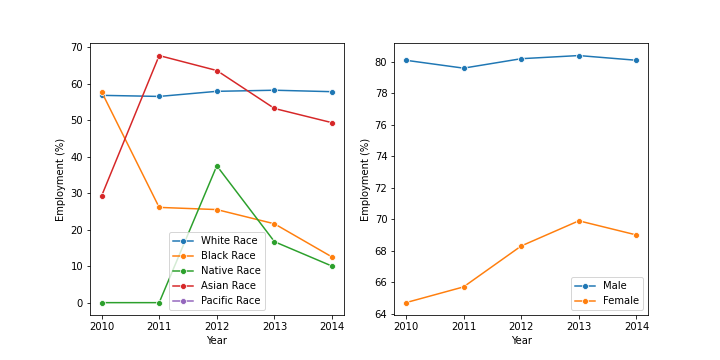 70
60
50
40
30
20
10
0
Employment (%)
2010 2011 2012 2013 2014
Year
White Race
Black Race
Native Race
Asian Race
Pacific Race
80
78
76
74
72
70
68
66
64
Employment (%)
2010 2011 2012 2013 2014
Year
Male
Female